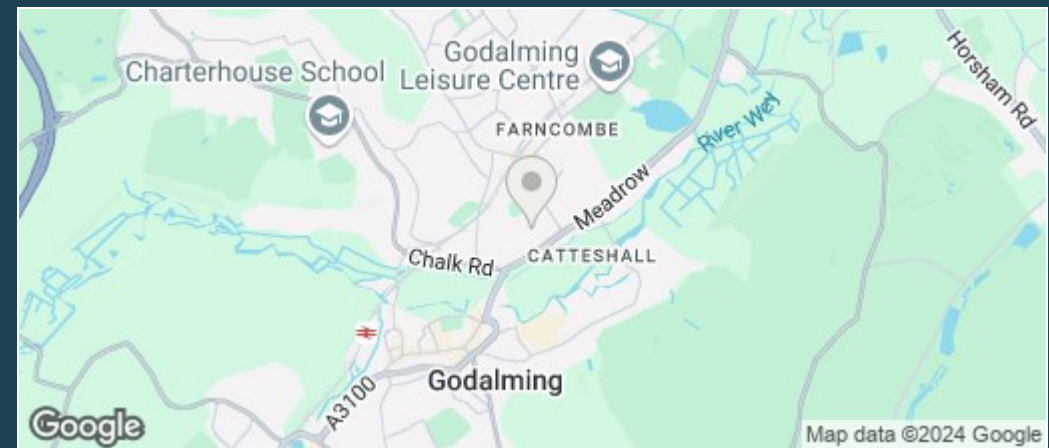 Godalming
Leisure Centre
Charterhouse School
Horsham Rd
FARNCOMBE
River Wey
Meadrow
Chalk Rd
CATTESHALL
Godalming
A3100
Google
Map data ©2024 Google